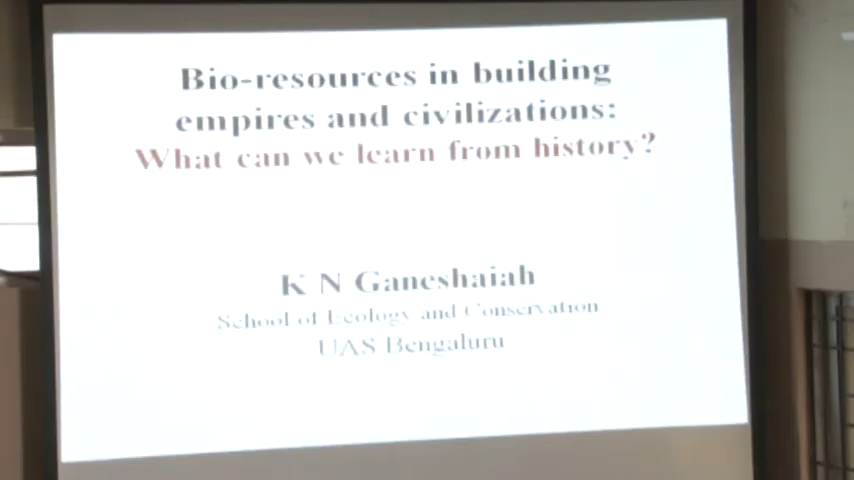 Bio-resources in building
empires and civilizations:
What can we learn from history?
K N Ganeshaiah
School of Ecology and Conservation
UAS Bengaluru